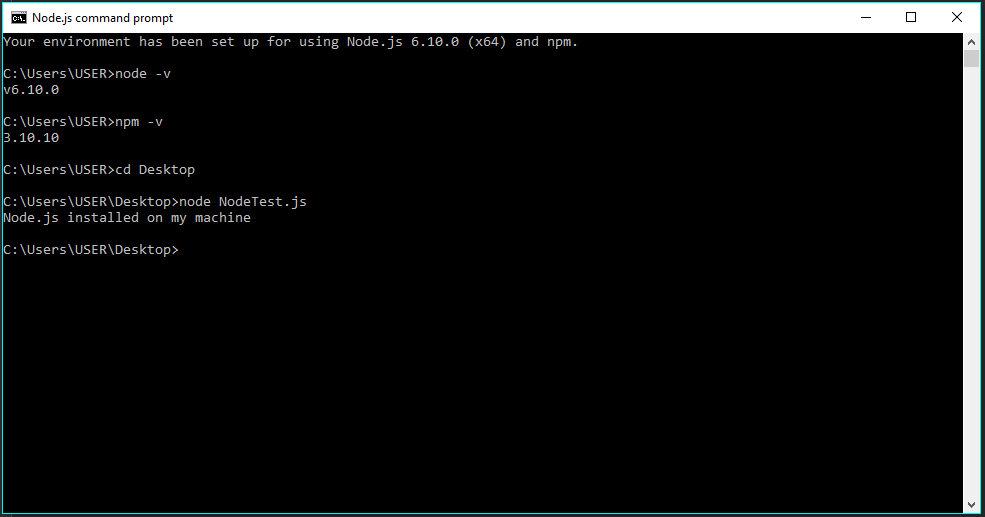 Node.js command prompt
Your environment has been set up for using Node.js 6.10.0 (x64) and npm.
C:\Users\USER>node -v
v6.10.0
C:\Users\USER>npm -v
3.10.10
C:\Users\USER>cd Desktop
C:\Users\USER\Desktop>node NodeTest.js
Node.js installed on my machine
C:\Users\USER\Desktop>